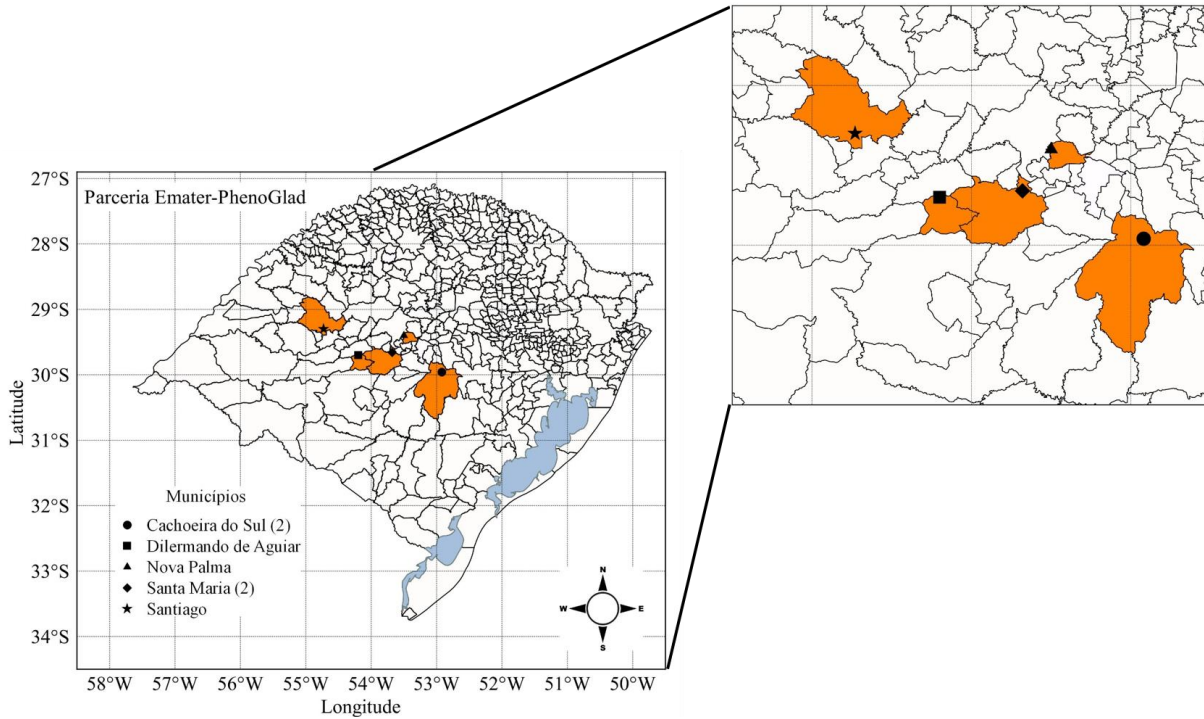 27°S
Parceria Emater-PhenoGlad
28°S
29°S
30°S
31°S
32°S
33°S
34°S
Latitude
Municípios
Cachoeira do Sul (2)
Dilermando de Aguiar
Nova Palma
Santa Maria (2)
Santiago
N
W E
S
58°W 57°W 55°W 55°W 54°W 53°W 52°W 51°W 50°W
Longitude